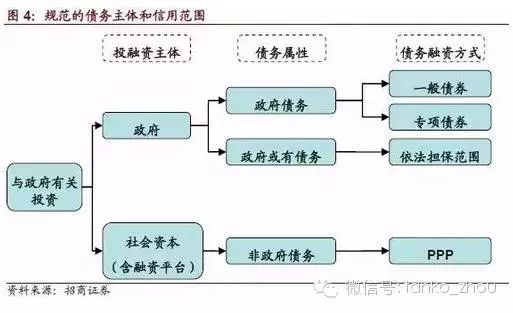 图 4：规范的债务主体和信用范围
投融资主体
债务属性
债务融资方式
与政府有关
投资
政府
政府债务
一般债券
专项债券
政府或有债务
依法担保范围
社会资本
（含融资平台）
非政府债务
PPP
资料来源：招商证券
微信号: tanko_zhou